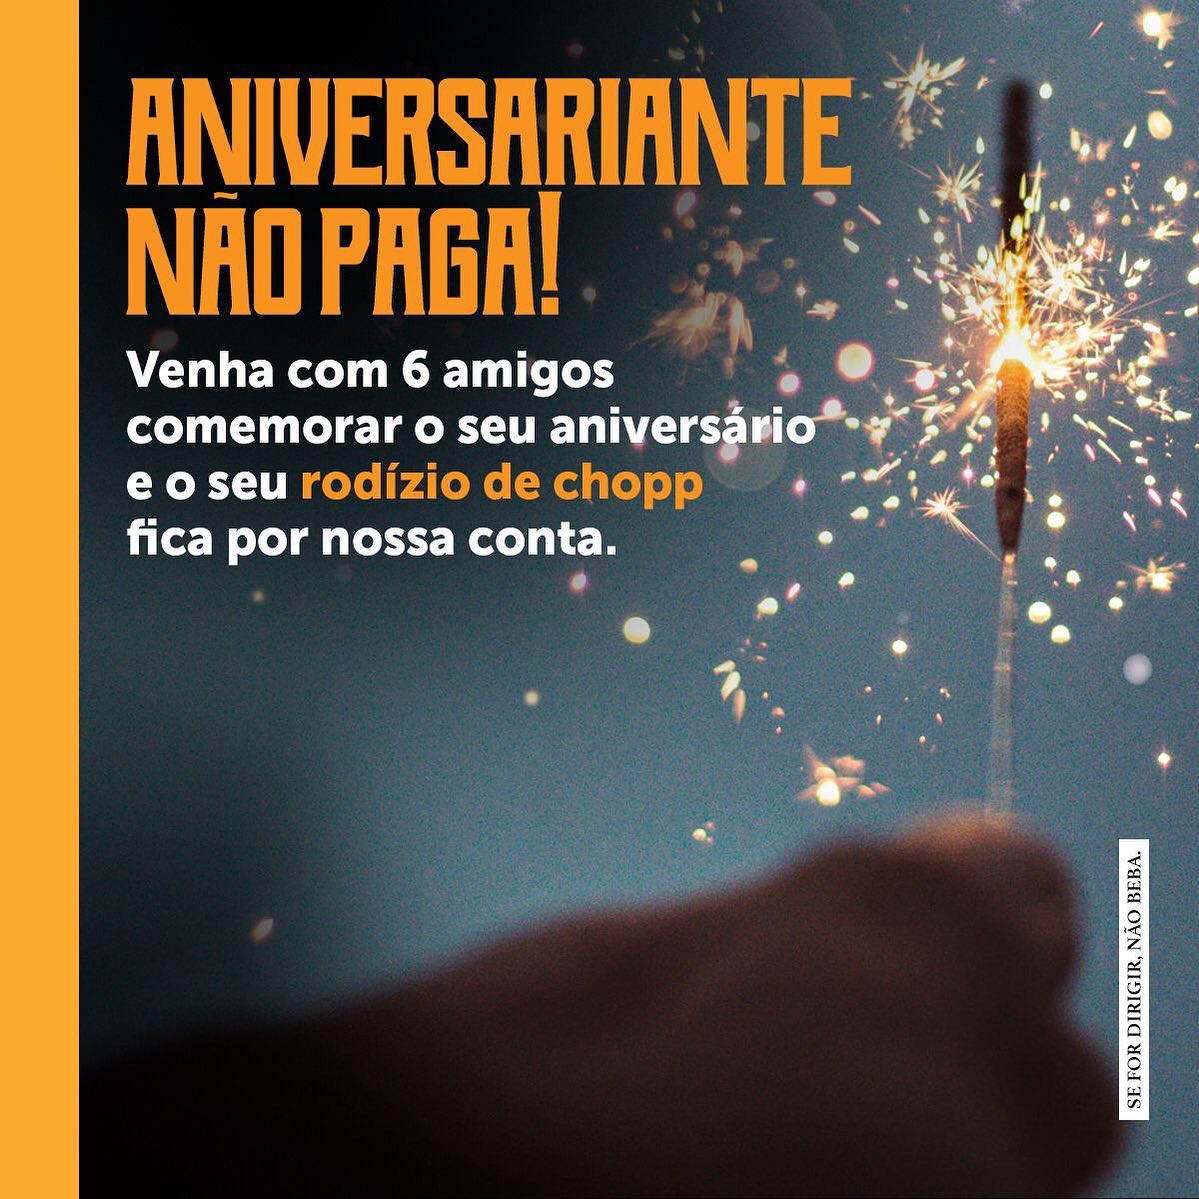 ANIVERSARIANTE
NÃO PAGA!
Venha com 6 amigos
comemorar o seu aniversário
e o seu rodízio de chopp
fica por nossa conta.
SE FOR DIRIGIR, NÃO BEBA.